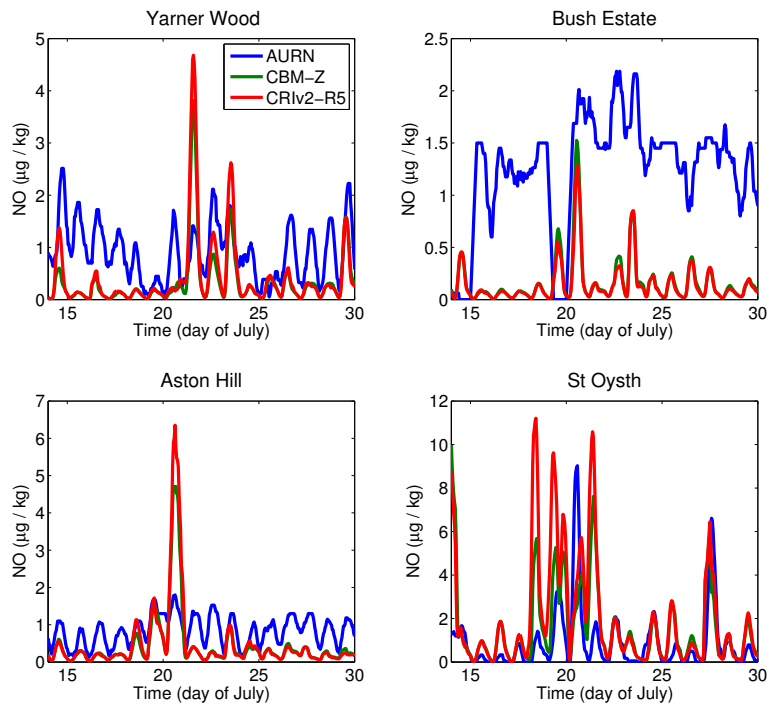 Yarner Wood
5
4
3
2
1
0
NO (µg / kg)
15
20
25
30
Time (day of July)
AURN
CBM−Z
CRIv2−R5
Bush Estate
2.5
2
1.5
1
0.5
0
NO (µg / kg)
15
20
25
30
Time (day of July)
Aston Hill
7
6
5
4
3
2
1
0
NO (µg / kg)
15
20
25
30
Time (day of July)
St Oysth
12
10
8
6
4
2
0
NO (µg / kg)
15
20
25
30
Time (day of July)